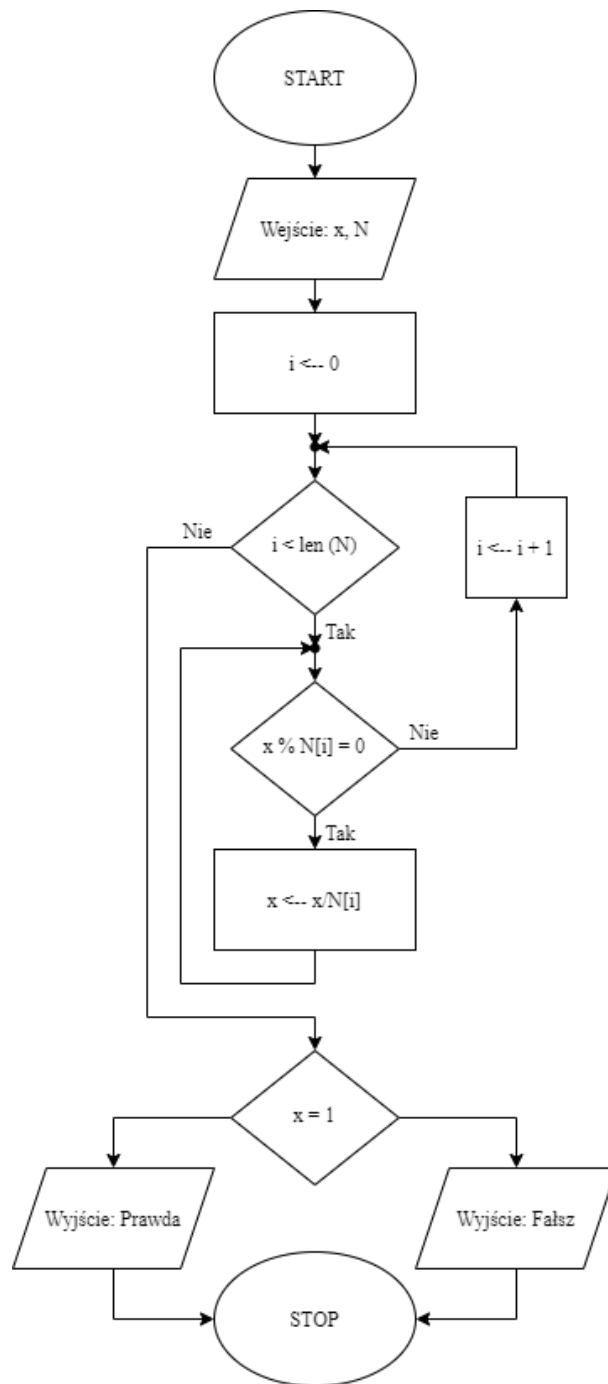 START
Wejście: x, N
i <-- 0
i < len (N)
Nie
i <-- i + 1
Tak
x % N[i] = 0
Nie
Tak
x <-- x/N[i]
x = 1
Wyjście: Prawda
Wyjście: Fałsz
STOP